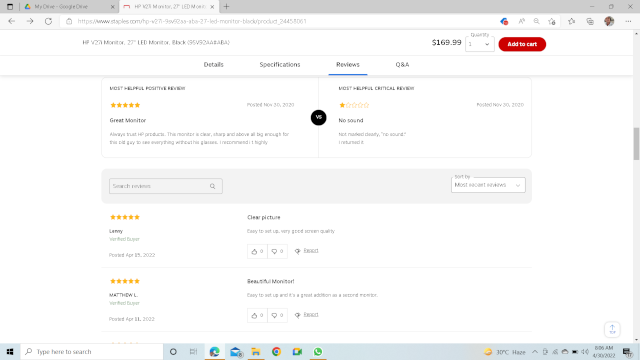 My Drive - Google Drive
HP V27i Monitor, 27" LED Monit
https://www.staples.com/hp-v27i-9sv92aa-aba-27-led-monitor-black/product_24458061
HP V27i Monitor, 27" LED Monitor, Black (9SV92AA#ABA)
$169.99
Quantity
1
Add to cart
Details
Specifications
Reviews
Q&A
MOST HELPFUL POSITIVE REVIEW
Posted Nov 30, 2020
Great Monitor
Always trust HP products. The monitor is clear, sharp and above all big enough for
this old guy to see everything without his glasses. I recommend it highly
VS
MOST HELPFUL CRITICAL REVIEW
Posted Nov 30, 2020
No sound
Not marked clearly, "no sound"
I returned it
Search reviews
Sort by
Most recent reviews
Lenny
Verified Buyer
Posted Apr 15, 2022
Clear picture
Easy to set up, very good screen quality
0
0
Report
MATTHEW L.
Verified Buyer
Posted Apr 11, 2022
Beautiful Monitor!
Easy to set up and it's a great addition as a second monitor.
0
0
Report
Type here to search
30°C Haze
8:06 AM
4/30/2022